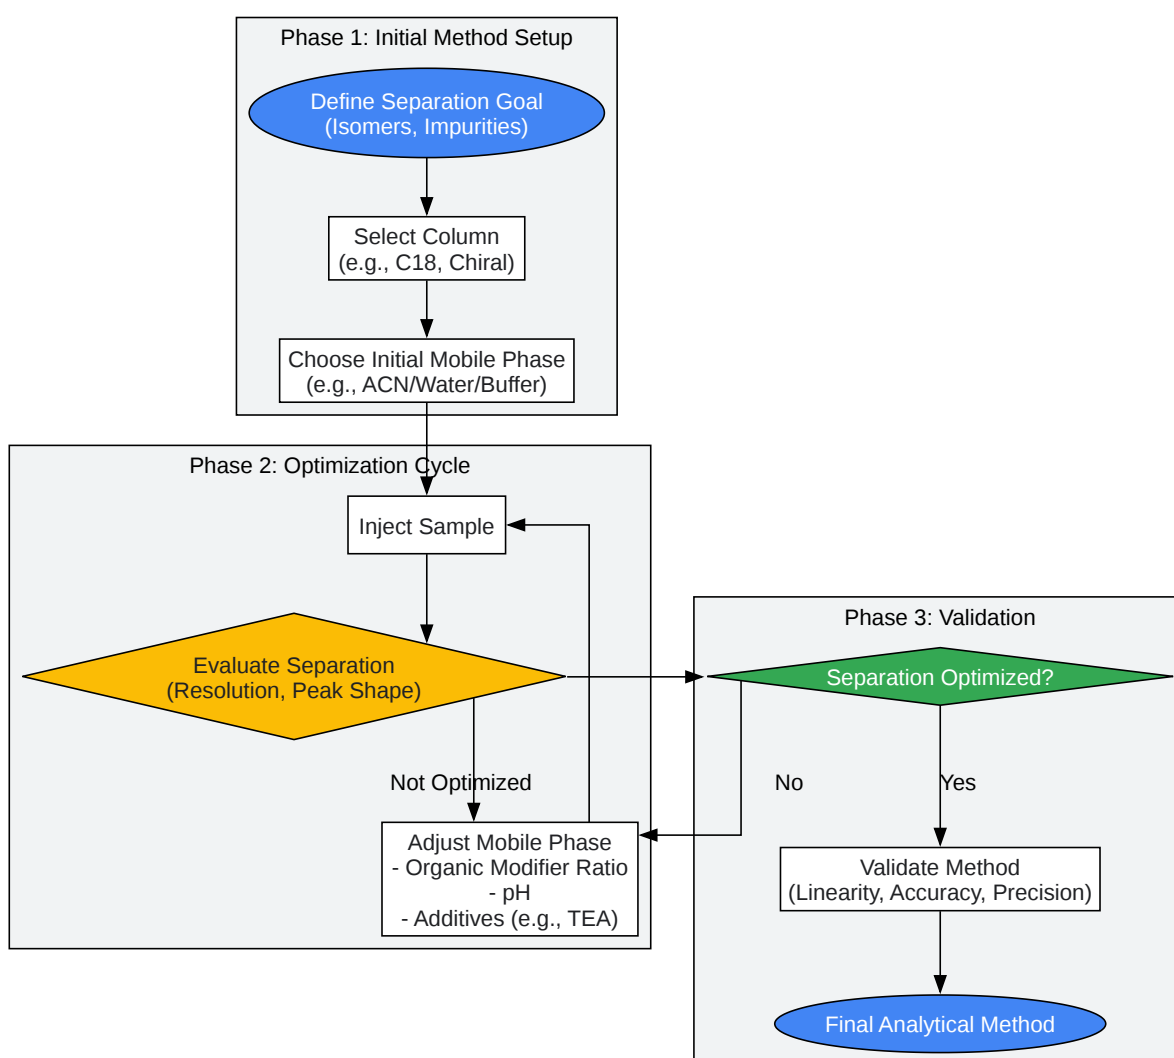 Phase 1: Initial Method Setup
Define Separation Goal
(Isomers, Impurities)
Select Column
(e.g., C18, Chiral)
Choose Initial Mobile Phase
(e.g., ACN/Water/Buffer)
Phase 2: Optimization Cycle
Inject Sample
Evaluate Separation
(Resolution, Peak Shape)
Not Optimized
Adjust Mobile Phase
- Organic Modifier Ratio
- pH
- Additives (e.g., TEA)
Phase 3: Validation
Separation Optimized?
No
Yes
Validate Method
(Linearity, Accuracy, Precision)
Final Analytical Method